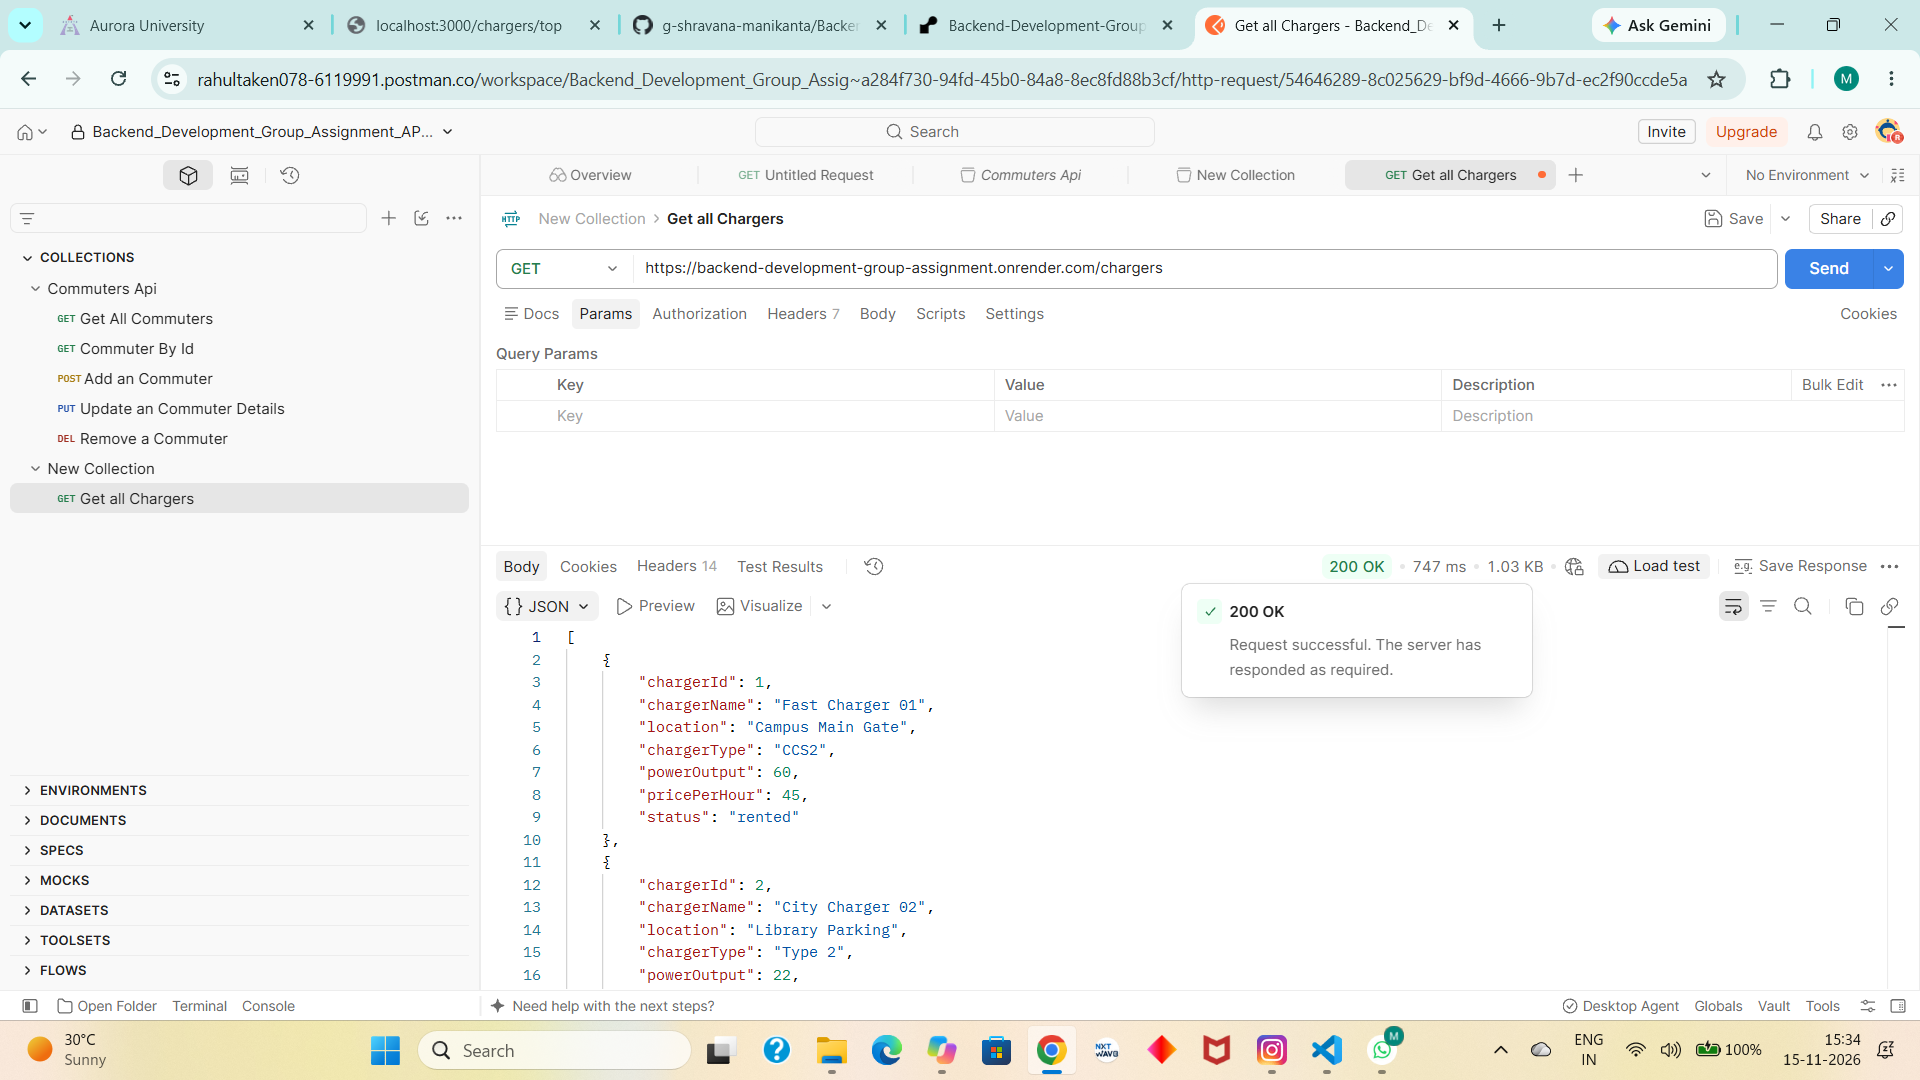 Aurora University
localhost:3000/chargers/top
g-shravana-manikanta/Backen
Backend-Development-Group
Get all Chargers - Backend_De
Ask Gemini
rahultaken078-6119991.postman.co/workspace/Backend_Development_Group_Assig~a284f730-94fd-45b0-84a8-8ec8fd88b3cf/http-request/54646289-8c025629-bf9d-4666-9b7d-ec2f90ccde5a
M
Backend_Development_Group_Assignment_AP...
Search
Invite
Upgrade
R
Overview
GET Untitled Request
Commuters Api
New Collection
GET Get all Chargers
No Environment
HTTP New Collection > Get all Chargers
Save
Share
COLLECTIONS
Commuters Api
GET Get All Commuters
GET Commuter By Id
POST Add an Commuter
PUT Update an Commuter Details
DEL Remove a Commuter
New Collection
GET Get all Chargers
ENVIRONMENTS
DOCUMENTS
SPECS
MOCKS
DATASETS
TOOLSETS
FLOWS
GET https://backend-development-group-assignment.onrender.com/chargers
Send
Docs Params Authorization Headers 7 Body Scripts Settings
Cookies
Query Params
Key Value Description Bulk Edit
Key Value Description
Body Cookies Headers 14 Test Results
200 OK • 747 ms • 1.03 KB
Load test
e.g. Save Response
{} JSON Preview Visualize
200 OK
Request successful. The server has
responded as required.
1 [
2 {
3 "chargerId": 1,
4 "chargerName": "Fast Charger 01",
5 "location": "Campus Main Gate",
6 "chargerType": "CCS2",
7 "powerOutput": 60,
8 "pricePerHour": 45,
9 "status": "rented"
10 },
11 {
12 "chargerId": 2,
13 "chargerName": "City Charger 02",
14 "location": "Library Parking",
15 "chargerType": "Type 2",
16 "powerOutput": 22,
Open Folder Terminal Console
Need help with the next steps?
Desktop Agent Globals Vault Tools
30°C
Sunny
Search
NXT
WAVE
M
ENG
IN
100%
15:34
15-11-2026